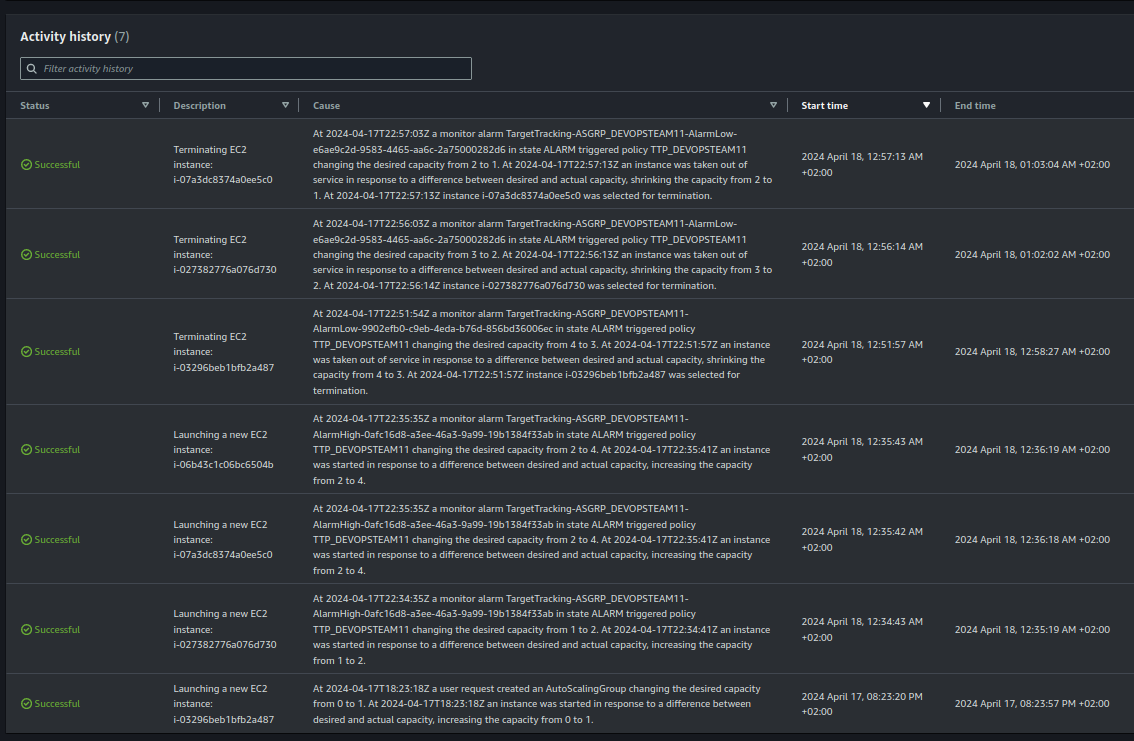 Activity history (7)
Filter activity history
Status Description Cause Start time End time
Successful
Terminating EC2
instance:
i-07a3dc8374a0ee5c0
At 2024-04-17T22:57:03Z a monitor alarm TargetTracking-ASGRP_DEVOPSTEAM11-AlarmLow-
e6ae9c2d-9583-4465-aa6c-2a75000282d6 in state ALARM triggered policy TTP_DEVOPSTEAM11
changing the desired capacity from 2 to 1. At 2024-04-17T22:57:13Z an instance was taken out of
service in response to a difference between desired and actual capacity, shrinking the capacity from 2 to
1. At 2024-04-17T22:57:13Z instance i-07a3dc8374a0ee5c0 was selected for termination.
2024 April 18, 12:57:13 AM
+02:00
2024 April 18, 01:03:04 AM +02:00
Successful
Terminating EC2
instance:
i-027382776a076d730
At 2024-04-17T22:56:03Z a monitor alarm TargetTracking-ASGRP_DEVOPSTEAM11-AlarmLow-
e6ae9c2d-9583-4465-aa6c-2a75000282d6 in state ALARM triggered policy TTP_DEVOPSTEAM11
changing the desired capacity from 3 to 2. At 2024-04-17T22:56:13Z an instance was taken out of
service in response to a difference between desired and actual capacity, shrinking the capacity from 3 to
2. At 2024-04-17T22:56:14Z instance i-027382776a076d730 was selected for termination.
2024 April 18, 12:56:14 AM
+02:00
2024 April 18, 01:02:02 AM +02:00
Successful
Terminating EC2
instance:
i-03296beb1bfb2a487
At 2024-04-17T22:51:54Z a monitor alarm TargetTracking-ASGRP_DEVOPSTEAM11-
AlarmLow-9902efb0-c9eb-4eda-b76d-856bd36006ec in state ALARM triggered policy
TTP_DEVOPSTEAM11 changing the desired capacity from 4 to 3. At 2024-04-17T22:51:57Z an instance
was taken out of service in response to a difference between desired and actual capacity, shrinking the
capacity from 4 to 3. At 2024-04-17T22:51:57Z instance i-03296beb1bfb2a487 was selected for
termination.
2024 April 18, 12:51:57 AM
+02:00
2024 April 18, 12:58:27 AM +02:00
Successful
Launching a new EC2
instance:
i-06b43c1c06bc6504b
At 2024-04-17T22:35:35Z a monitor alarm TargetTracking-ASGRP_DEVOPSTEAM11-
AlarmHigh-0afc16d8-a3ee-46a3-9a99-19b1384f33ab in state ALARM triggered policy
TTP_DEVOPSTEAM11 changing the desired capacity from 2 to 4. At 2024-04-17T22:35:41Z an instance
was started in response to a difference between desired and actual capacity, increasing the capacity
from 2 to 4.
2024 April 18, 12:35:43 AM
+02:00
2024 April 18, 12:36:19 AM +02:00
Successful
Launching a new EC2
instance:
i-07a3dc8374a0ee5c0
At 2024-04-17T22:35:35Z a monitor alarm TargetTracking-ASGRP_DEVOPSTEAM11-
AlarmHigh-0afc16d8-a3ee-46a3-9a99-19b1384f33ab in state ALARM triggered policy
TTP_DEVOPSTEAM11 changing the desired capacity from 2 to 4. At 2024-04-17T22:35:41Z an instance
was started in response to a difference between desired and actual capacity, increasing the capacity
from 2 to 4.
2024 April 18, 12:35:42 AM
+02:00
2024 April 18, 12:36:18 AM +02:00
Successful
Launching a new EC2
instance:
i-027382776a076d730
At 2024-04-17T22:34:35Z a monitor alarm TargetTracking-ASGRP_DEVOPSTEAM11-
AlarmHigh-0afc16d8-a3ee-46a3-9a99-19b1384f33ab in state ALARM triggered policy
TTP_DEVOPSTEAM11 changing the desired capacity from 1 to 2. At 2024-04-17T22:34:41Z an instance
was started in response to a difference between desired and actual capacity, increasing the capacity
from 1 to 2.
2024 April 18, 12:34:43 AM
+02:00
2024 April 18, 12:35:19 AM +02:00
Successful
Launching a new EC2
instance:
i-03296beb1bfb2a487
At 2024-04-17T18:23:18Z a user request created an AutoScalingGroup changing the desired capacity
from 0 to 1. At 2024-04-17T18:23:18Z an instance was started in response to a difference between
desired and actual capacity, increasing the capacity from 0 to 1.
2024 April 17, 08:23:20 PM
+02:00
2024 April 17, 08:23:57 PM +02:00